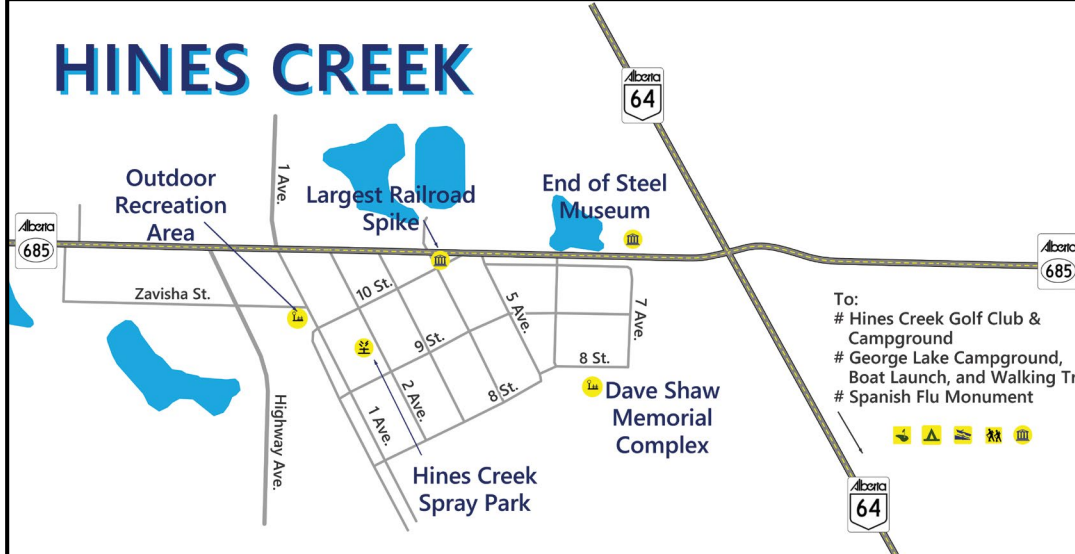 HINES CREEK
Alberta
64
Outdoor
Recreation
Area
1 Ave.
Largest Railroad
Spike
End of Steel
Museum
Alberta
685
Alberta
685
Zavisha St.
10 St.
5 Ave.
7 Ave.
9 St.
8 St.
8 St.
2 Ave.
1 Ave.
Highway Ave.
Dave Shaw
Memorial
Complex
Hines Creek
Spray Park
To:
# Hines Creek Golf Club &
Campground
# George Lake Campground,
Boat Launch, and Walking Tr
# Spanish Flu Monument
Alberta
64